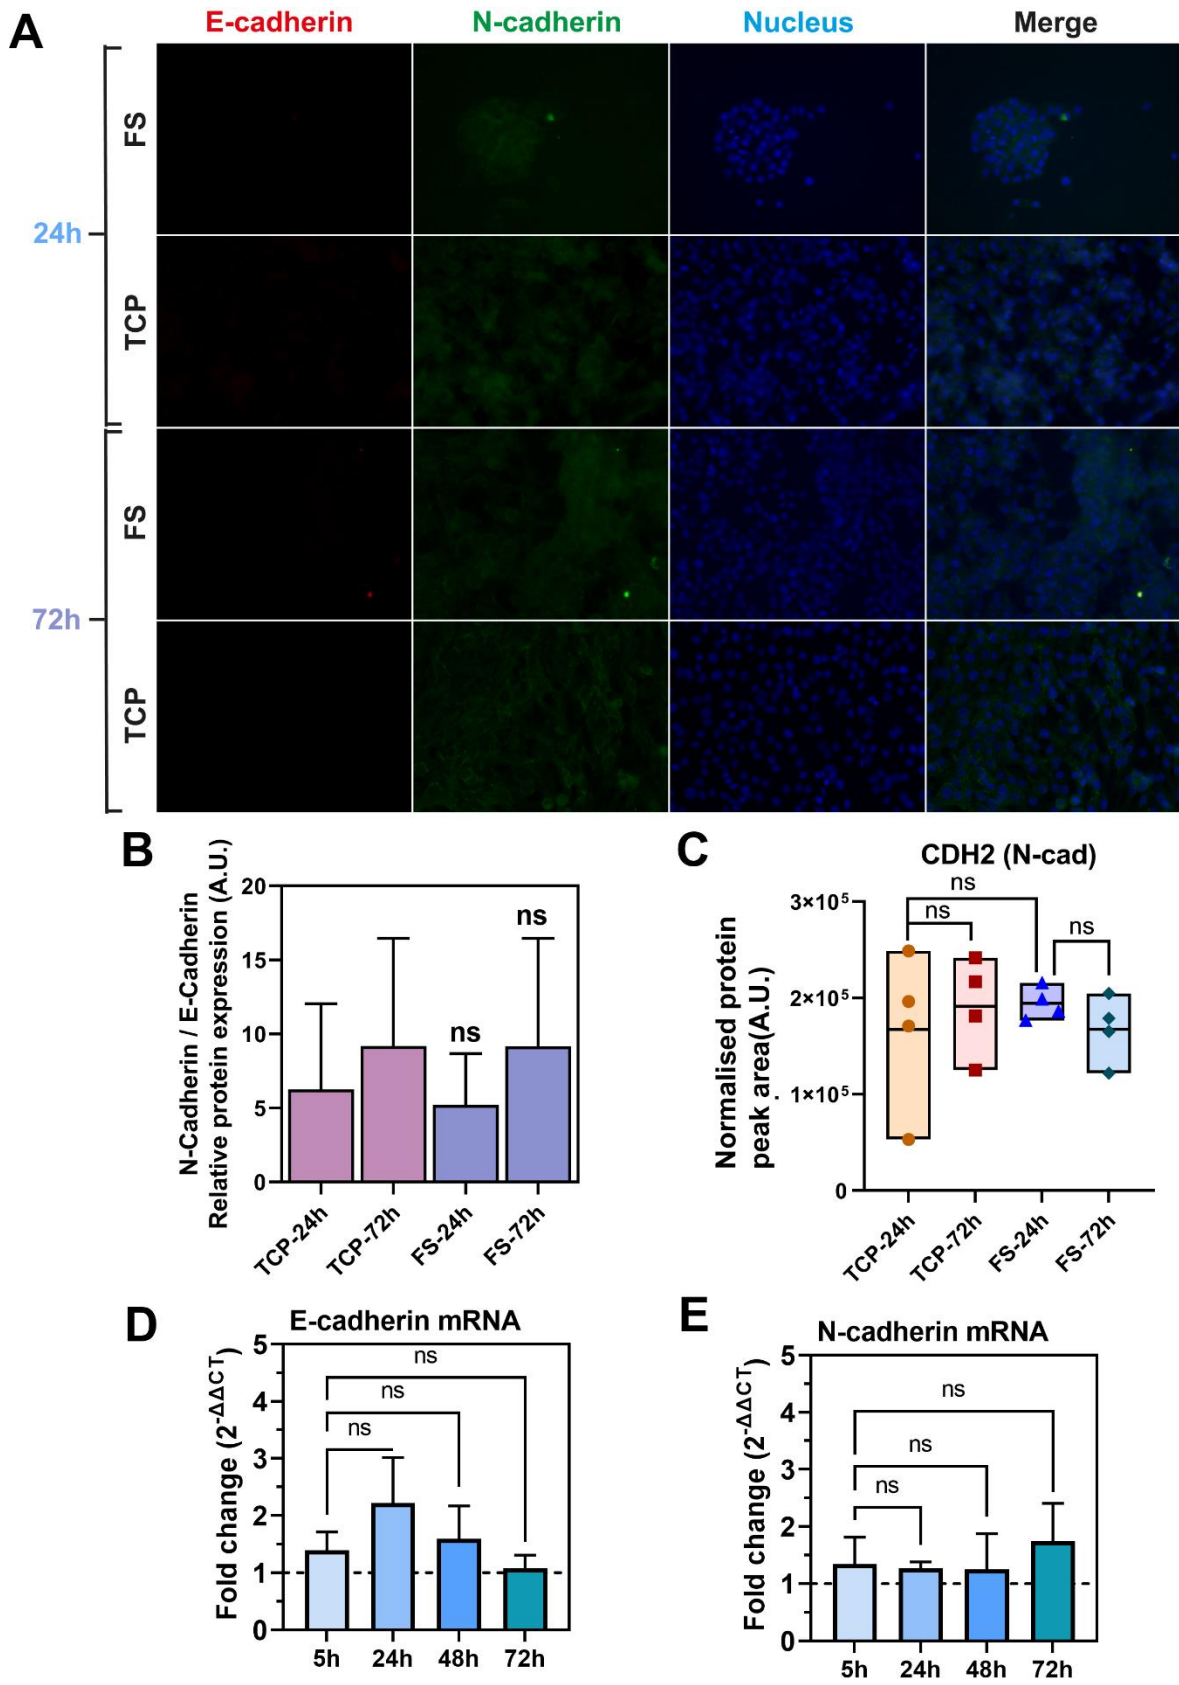 A
E-cadherin N-cadherin Nucleus Merge
FS
24h
TCP
FS
72h
TCP
B
N-Cadherin / E-Cadherin
Relative protein expression (A.U.)
20
15
10
5
0
ns
ns
TCP-24h TCP-72h FS-24h FS-72h
C
CDH2 (N-cad)
Normalised protein
peak area(A.U.)
3×10⁵
2×10⁵
1×10⁵
0
ns
ns
ns
TCP-24h TCP-72h FS-24h FS-72h
D
E-cadherin mRNA
Fold change (2^-ΔΔCT)
5
4
3
2
1
0
ns
ns
ns
5h 24h 48h 72h
E
N-cadherin mRNA
Fold change (2^-ΔΔCT)
5
4
3
2
1
0
ns
ns
ns
5h 24h 48h 72h